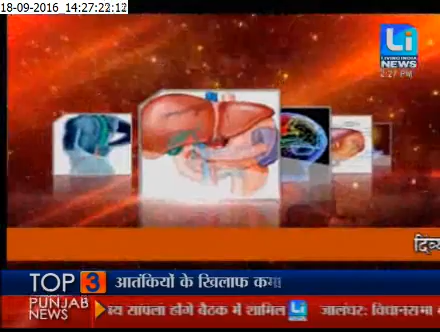 18-09-2016 14:27:22:12
Li
LIVING INDIA
NEWS
2:27 PM
TOP 3
आतंकियों के खिलाफ
PUNJAB
NEWS
सांपला होंगे बैठक में शामिल Li जालंधरः विधानसभा